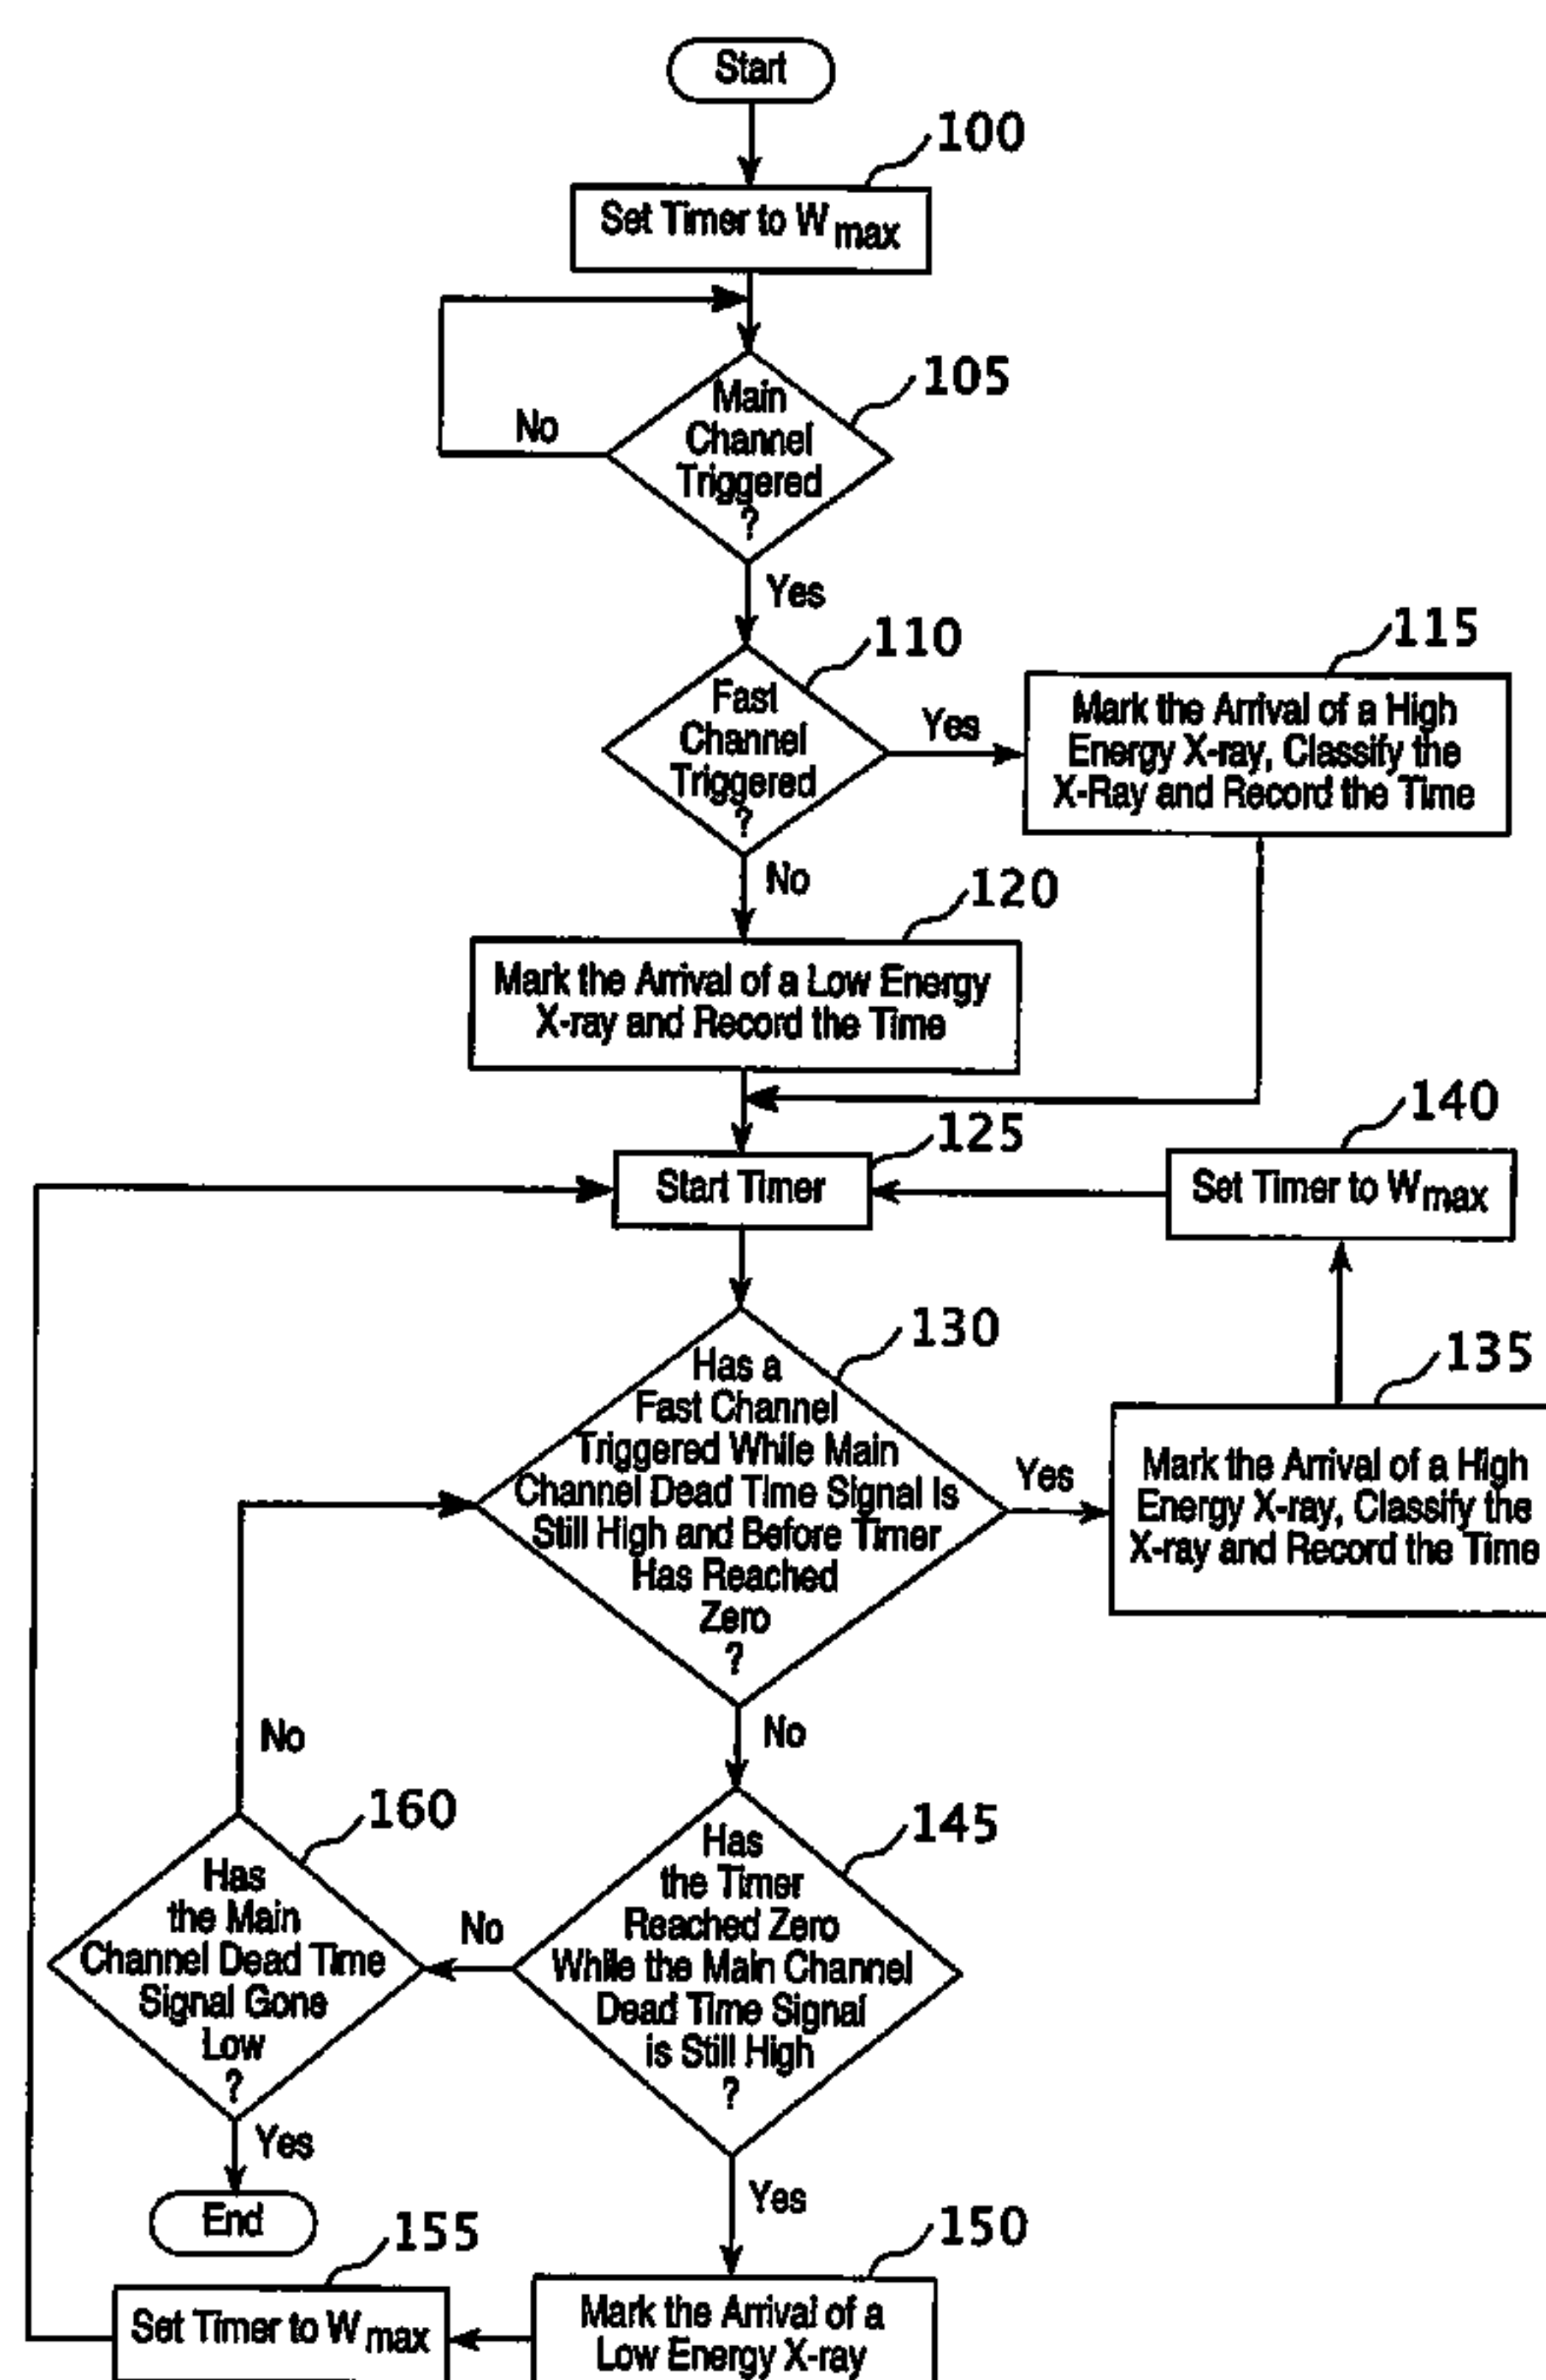 Start
100
Set Timer to Wmax
105
Main
Channel
Triggered
?
No
Yes
110
Fast
Channel
Triggered
?
Yes
115
Mark the Arrival of a High
Energy X-ray, Classify the
X-Ray and Record the Time
No
120
Mark the Arrival of a Low Energy
X-ray and Record the Time
125
Start Timer
140
Set Timer to Wmax
130
Has a
Fast Channel
Triggered While Main
Channel Dead Time Signal is
Still High and Before Timer
Has Reached
Zero
?
Yes
135
Mark the Arrival of a High
Energy X-ray, Classify the
X-ray and Record the Time
No
No
160
Has
the Main
Channel Dead Time
Signal Gone
Low
?
No
145
Has
the Timer
Reached Zero
While the Main Channel
Dead Time Signal
is Still High
?
Yes
End
Yes
155
Set Timer to Wmax
150
Mark the Arrival of a
Low Energy X-ray